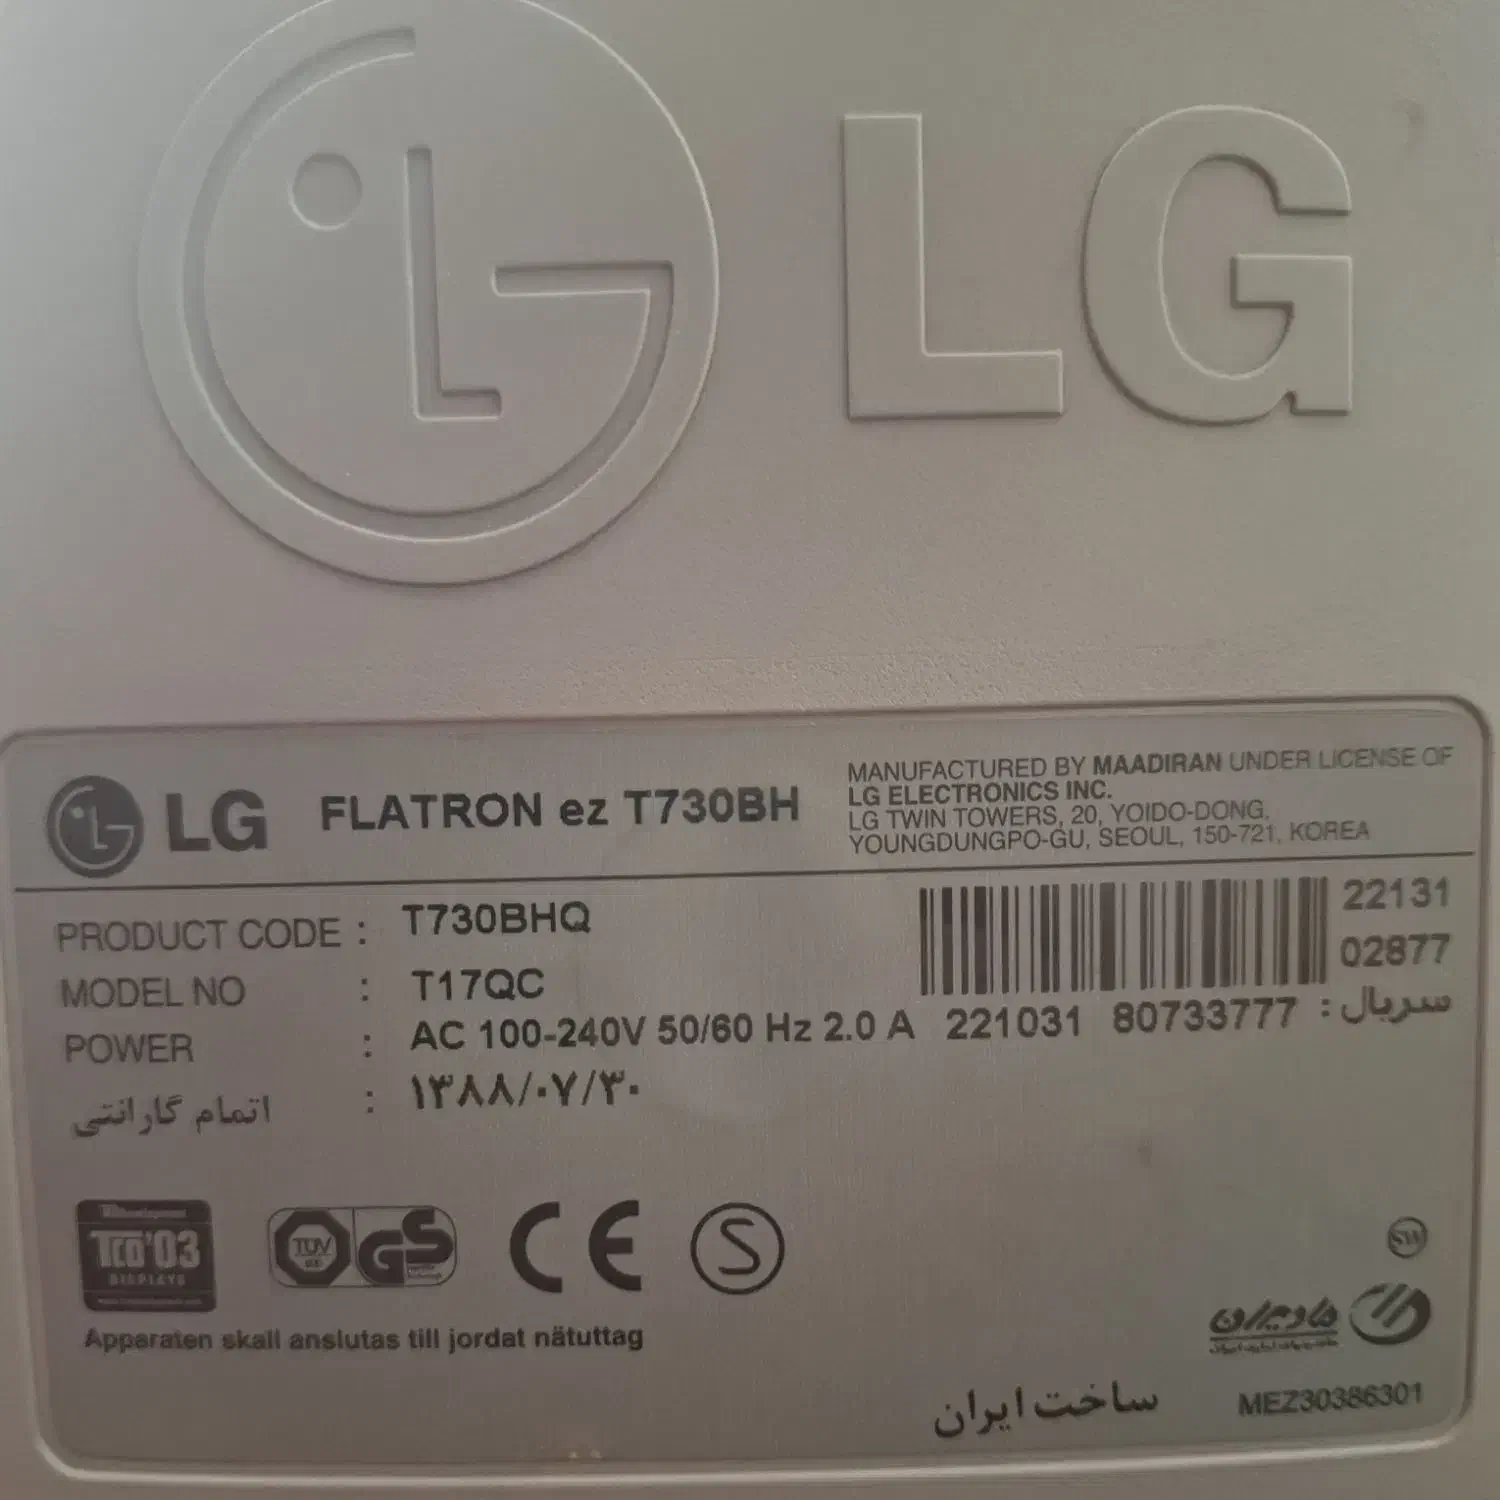 LG
LG FLATRON ez T730BH
MANUFACTURED BY MAADIRAN UNDER LICENSE OF
LG ELECTRONICS INC.
LG TWIN TOWERS, 20, YOIDO-DONG,
YOUNGDUNGPO-GU, SEOUL, 150-721, KOREA
PRODUCT CODE : T730BHQ
MODEL NO : T17QC
POWER : AC 100-240V 50/60 Hz 2.0 A
اتمام گارانتی : ۱۳۸۸/۰۷/۳۰
22131
02877
221031 80733777 سریال:
TCO'03
DISPLAYS
TÜV
GS
CE
S
Apparaten skall anslutas till jordat nätuttag
SW
مادیران
ساخت ایران
MEZ30386301